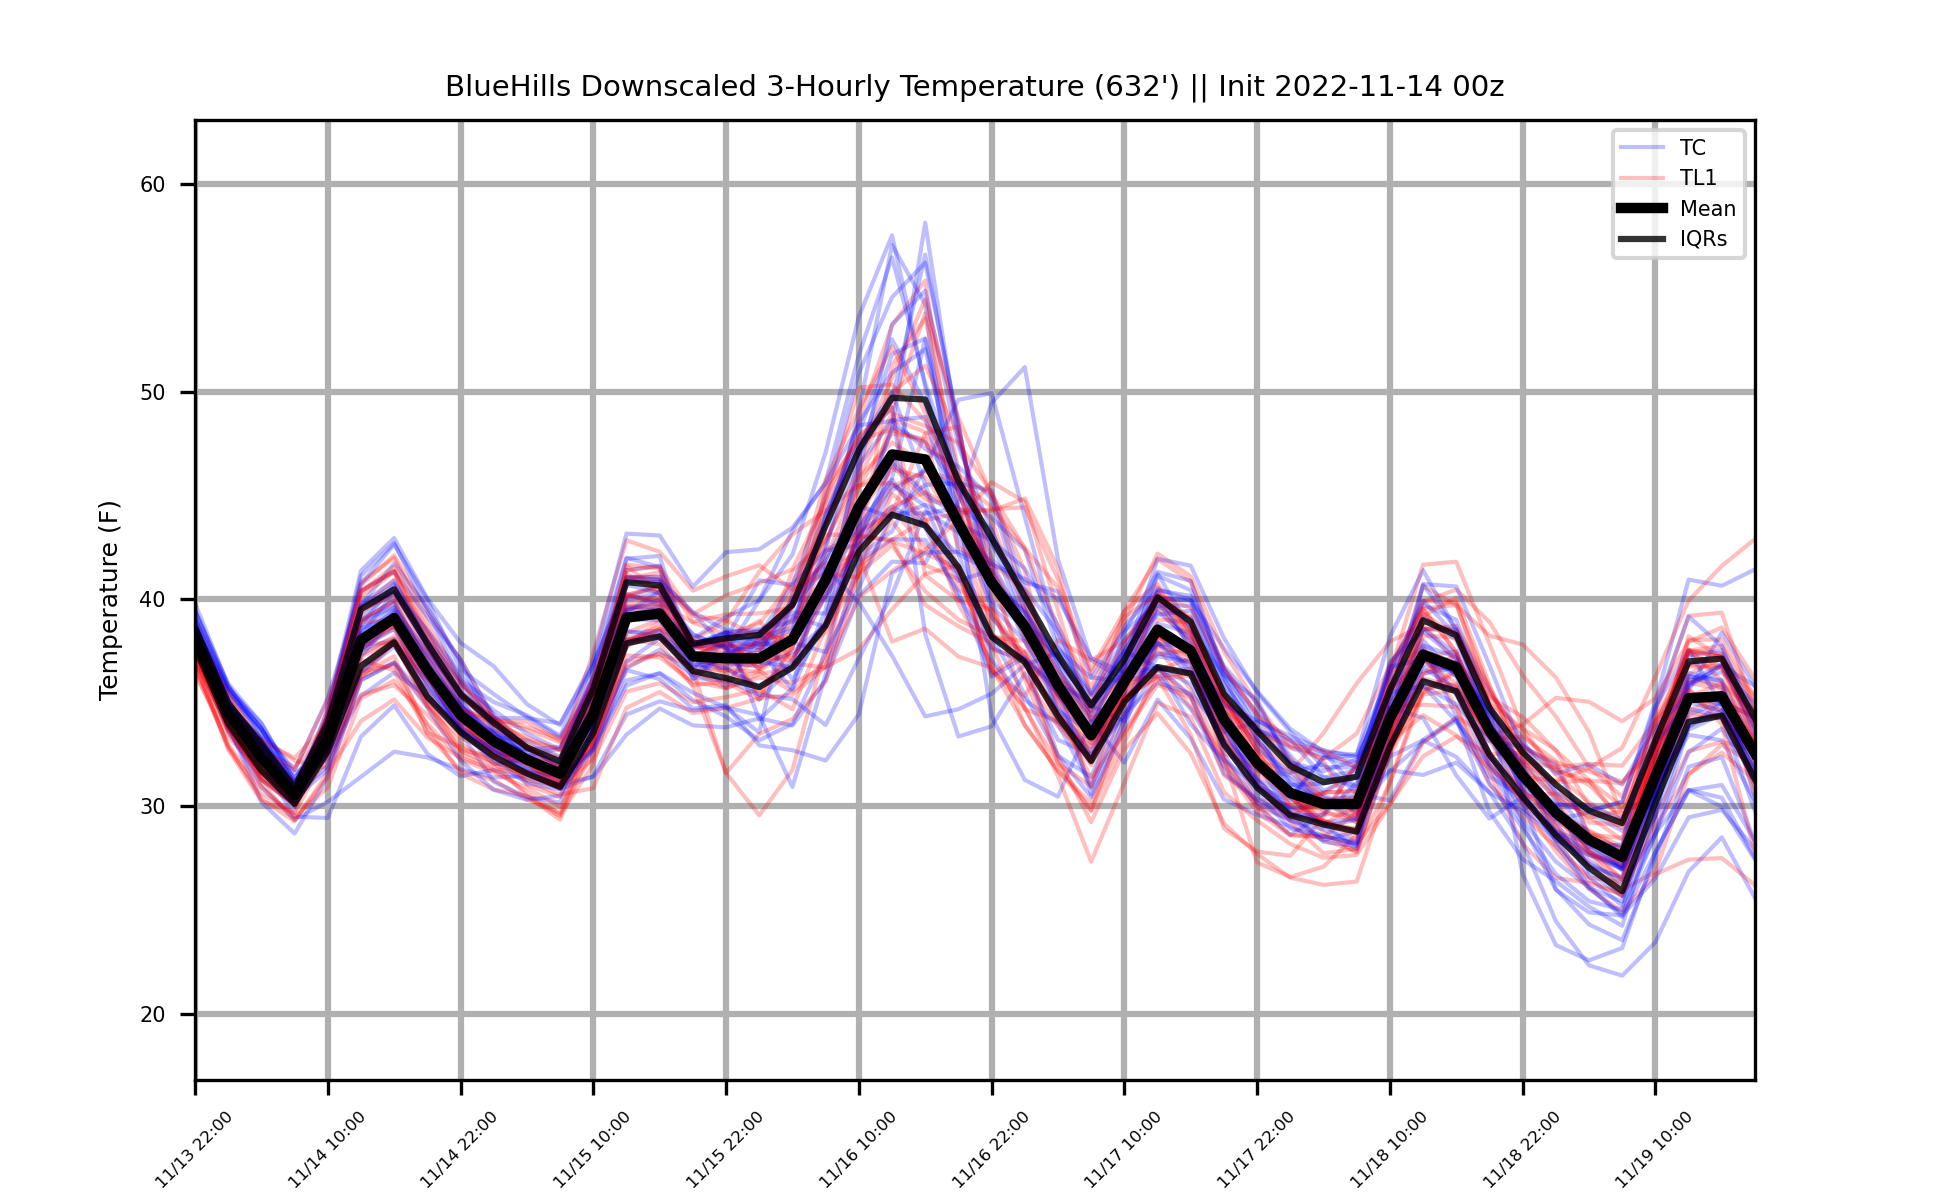 BlueHills Downscaled 3-Hourly Temperature (632') || Init 2022-11-14 00z
TC
TL1
Mean
IQRs
Temperature (F)
60
50
40
30
20
11/13 22:00
11/14 10:00
11/14 22:00
11/15 10:00
11/15 22:00
11/16 10:00
11/16 22:00
11/17 10:00
11/17 22:00
11/18 10:00
11/18 22:00
11/19 10:00